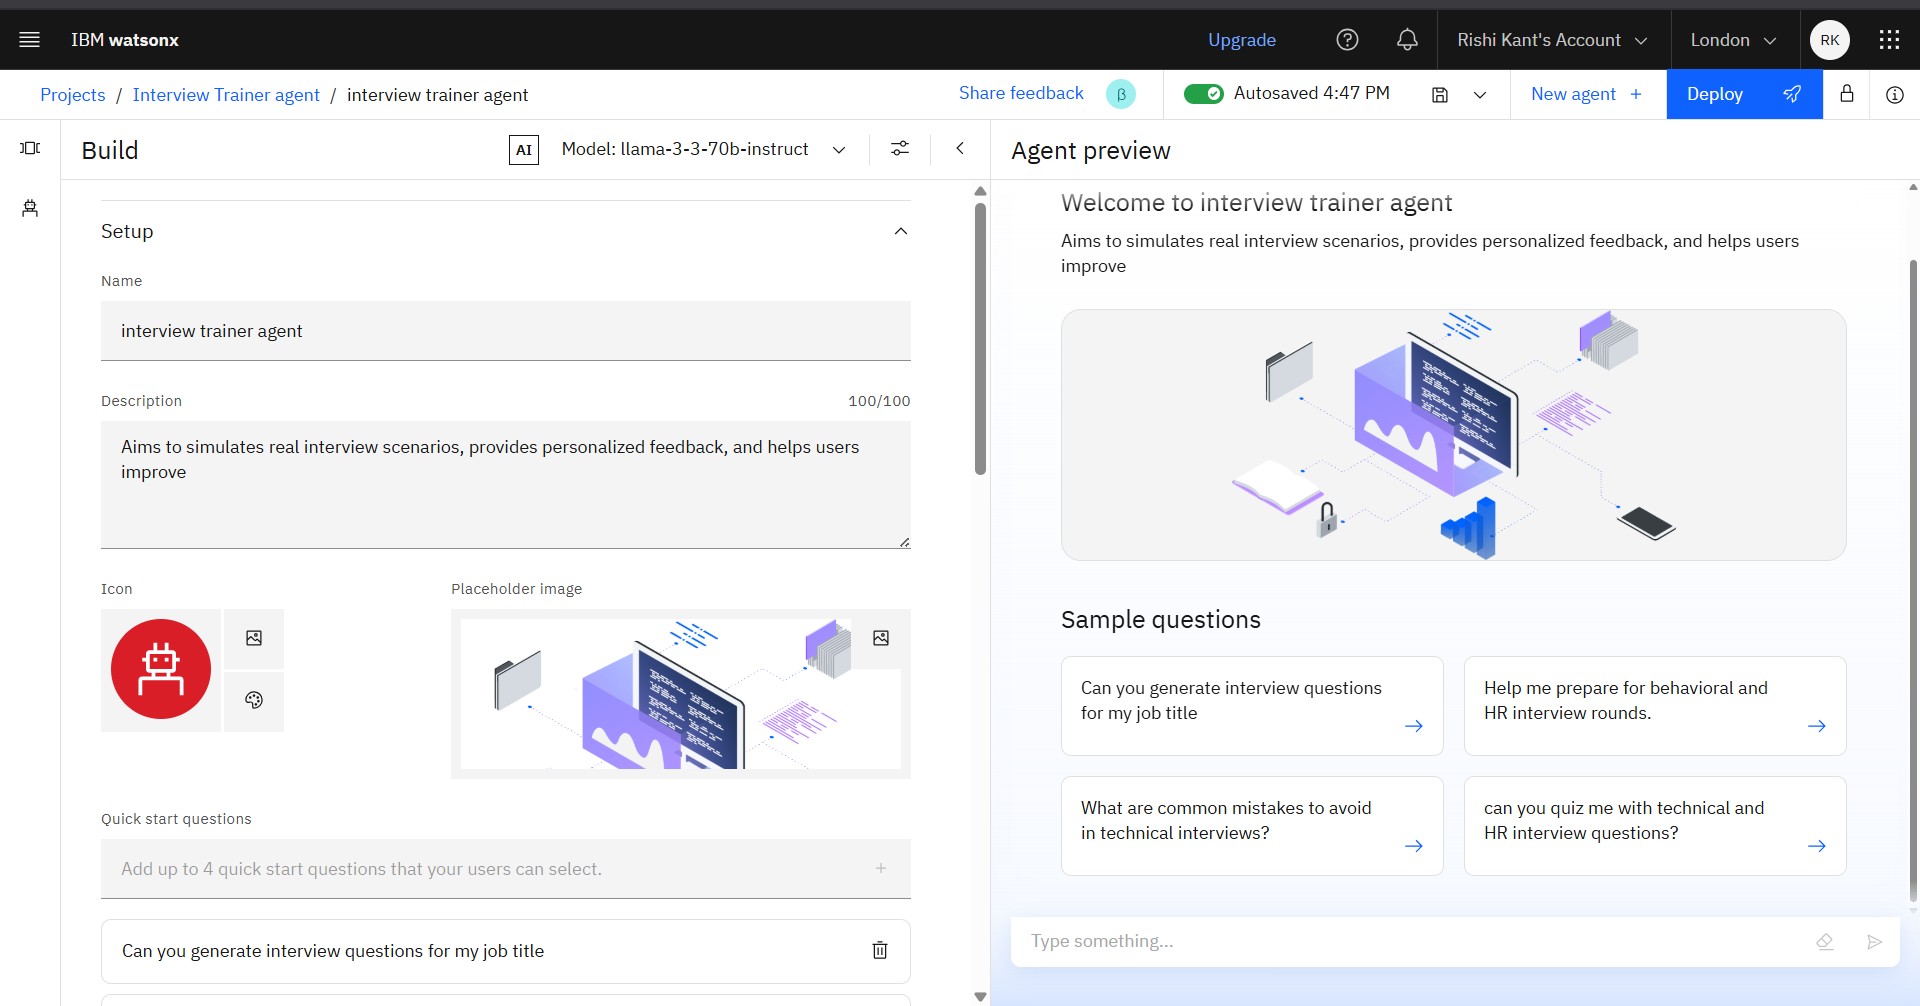 IBM watsonx
Upgrade
Rishi Kant's Account
London
RK
Projects / Interview Trainer agent / interview trainer agent
Share feedback
β
Autosaved 4:47 PM
New agent +
Deploy
Build
AI
Model: llama-3-3-70b-instruct
Setup
Name
interview trainer agent
Description
100/100
Aims to simulates real interview scenarios, provides personalized feedback, and helps users
improve
Icon
Placeholder image
Quick start questions
Add up to 4 quick start questions that your users can select.
Can you generate interview questions for my job title
Agent preview
Welcome to interview trainer agent
Aims to simulates real interview scenarios, provides personalized feedback, and helps users
improve
Sample questions
Can you generate interview questions
for my job title
Help me prepare for behavioral and
HR interview rounds.
What are common mistakes to avoid
in technical interviews?
can you quiz me with technical and
HR interview questions?
Type something...